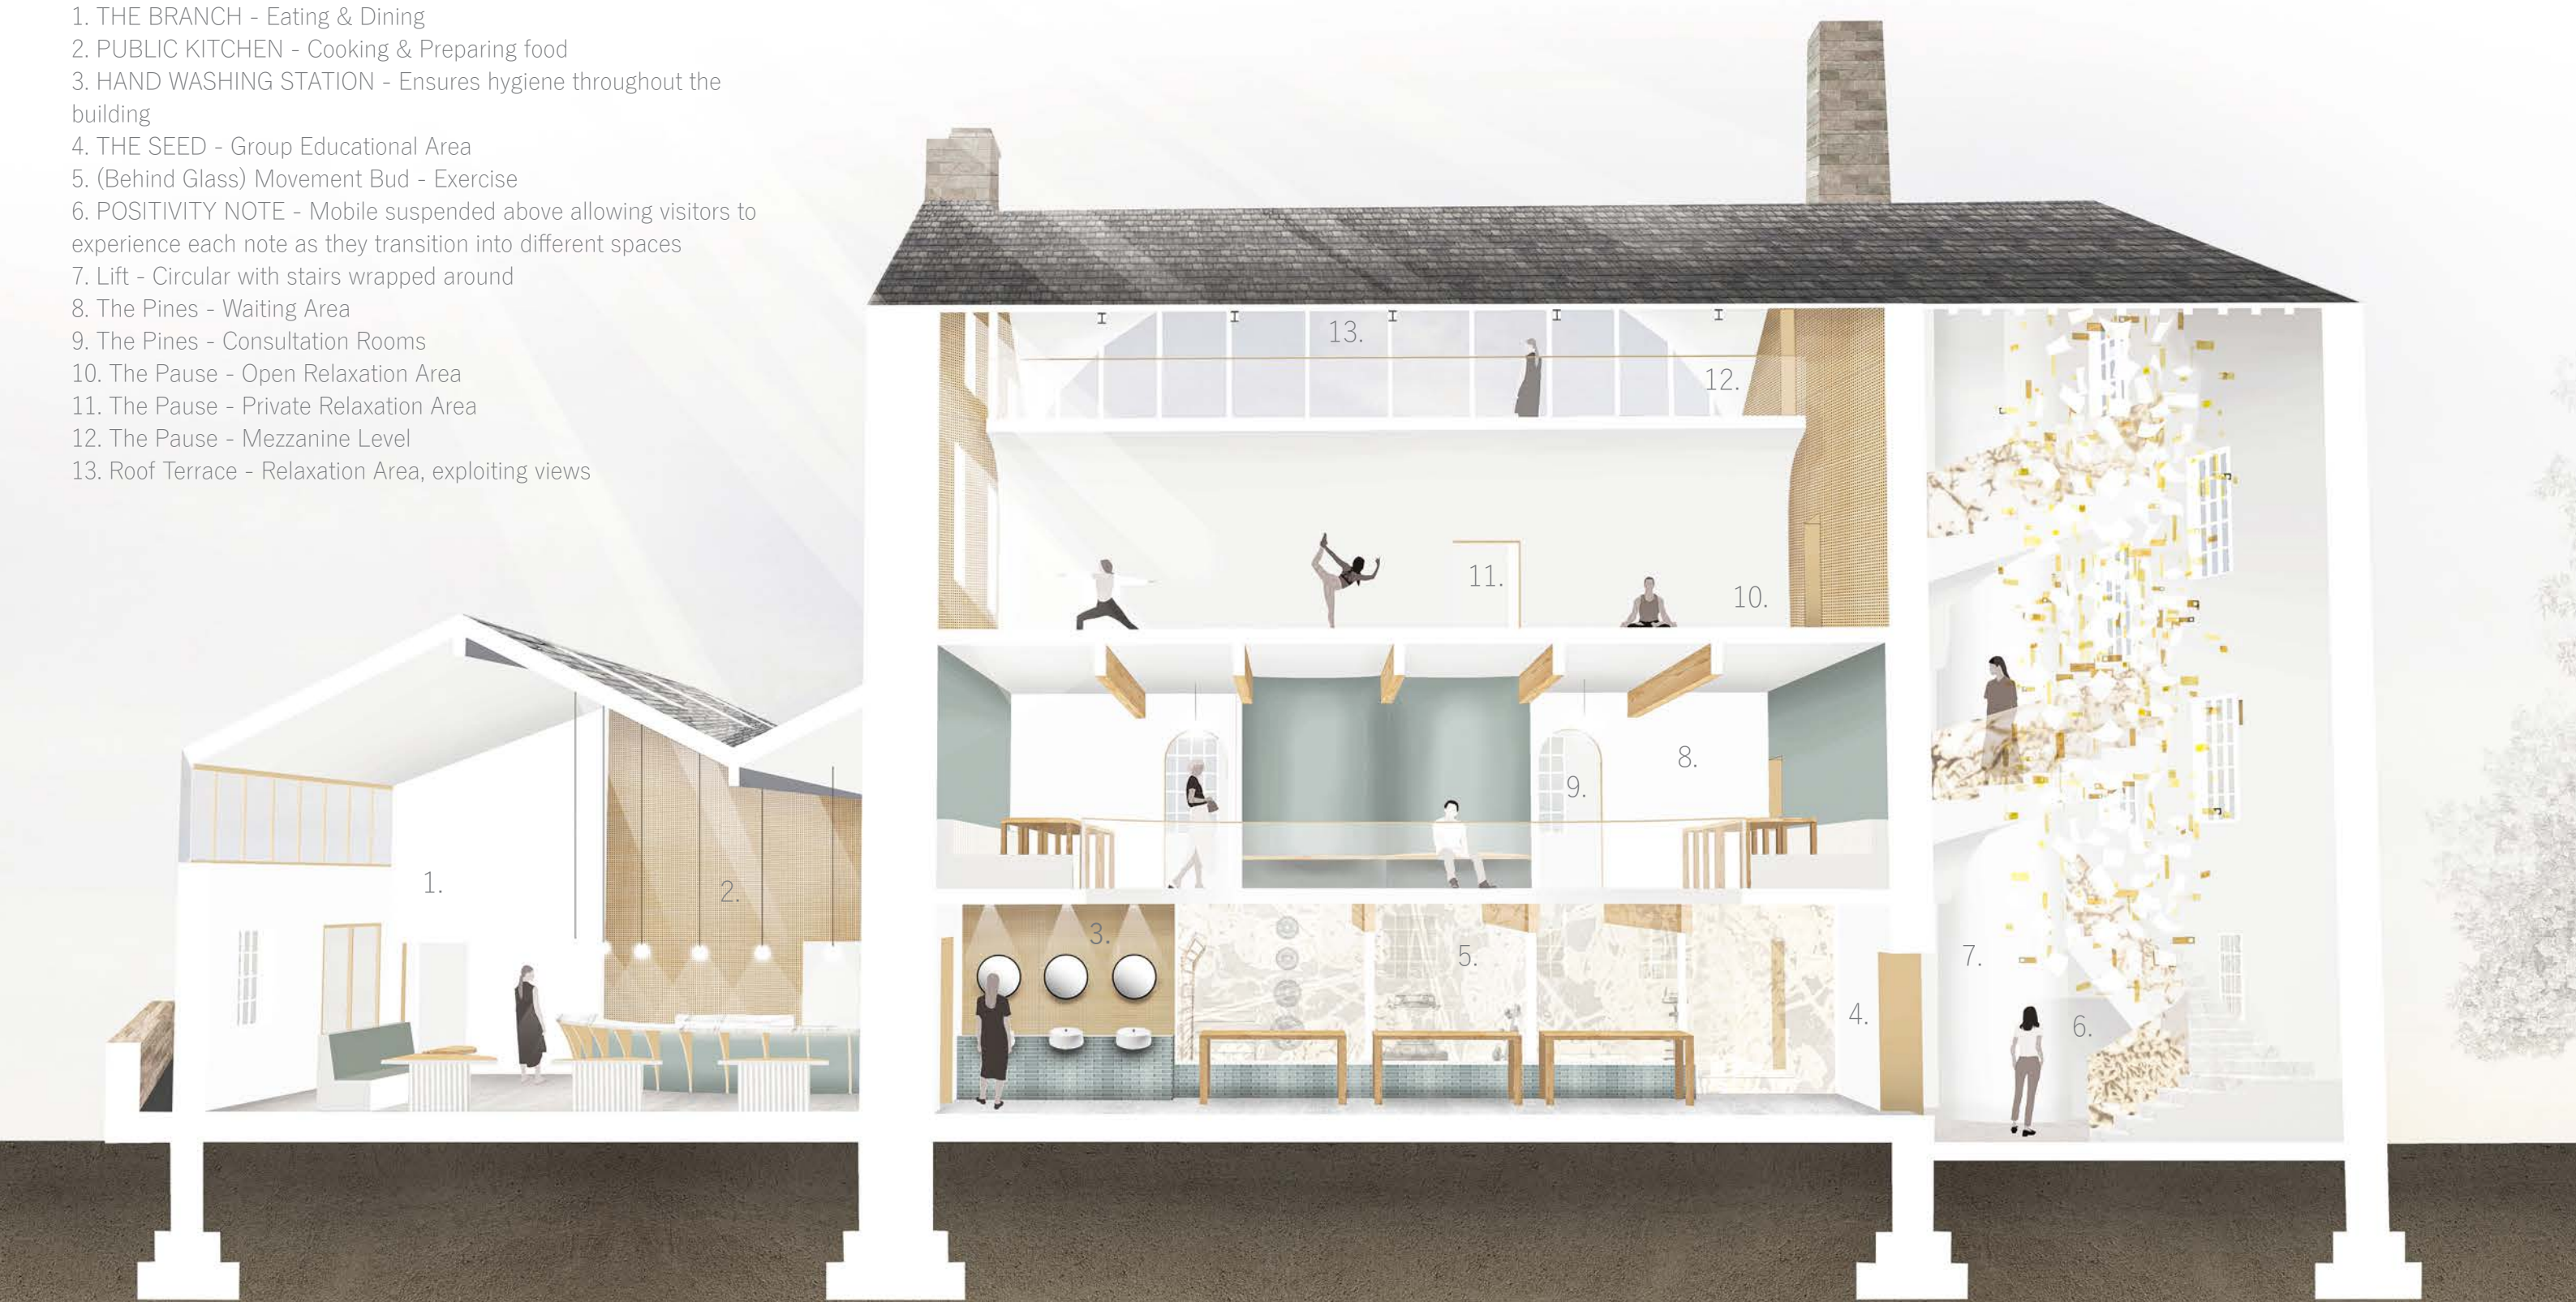 1. THE BRANCH - Eating & Dining
2. PUBLIC KITCHEN - Cooking & Preparing food
3. HAND WASHING STATION - Ensures hygiene throughout the
building
4. THE SEED - Group Educational Area
5. (Behind Glass) Movement Bud - Exercise
6. POSITIVITY NOTE - Mobile suspended above allowing visitors to
experience each note as they transition into different spaces
7. Lift - Circular with stairs wrapped around
8. The Pines - Waiting Area
9. The Pines - Consultation Rooms
10. The Pause - Open Relaxation Area
11. The Pause - Private Relaxation Area
12. The Pause - Mezzanine Level
13. Roof Terrace - Relaxation Area, exploiting views
13.
12.
11.
10.
8.
9.
1.
2.
3.
5.
7.
4.
6.